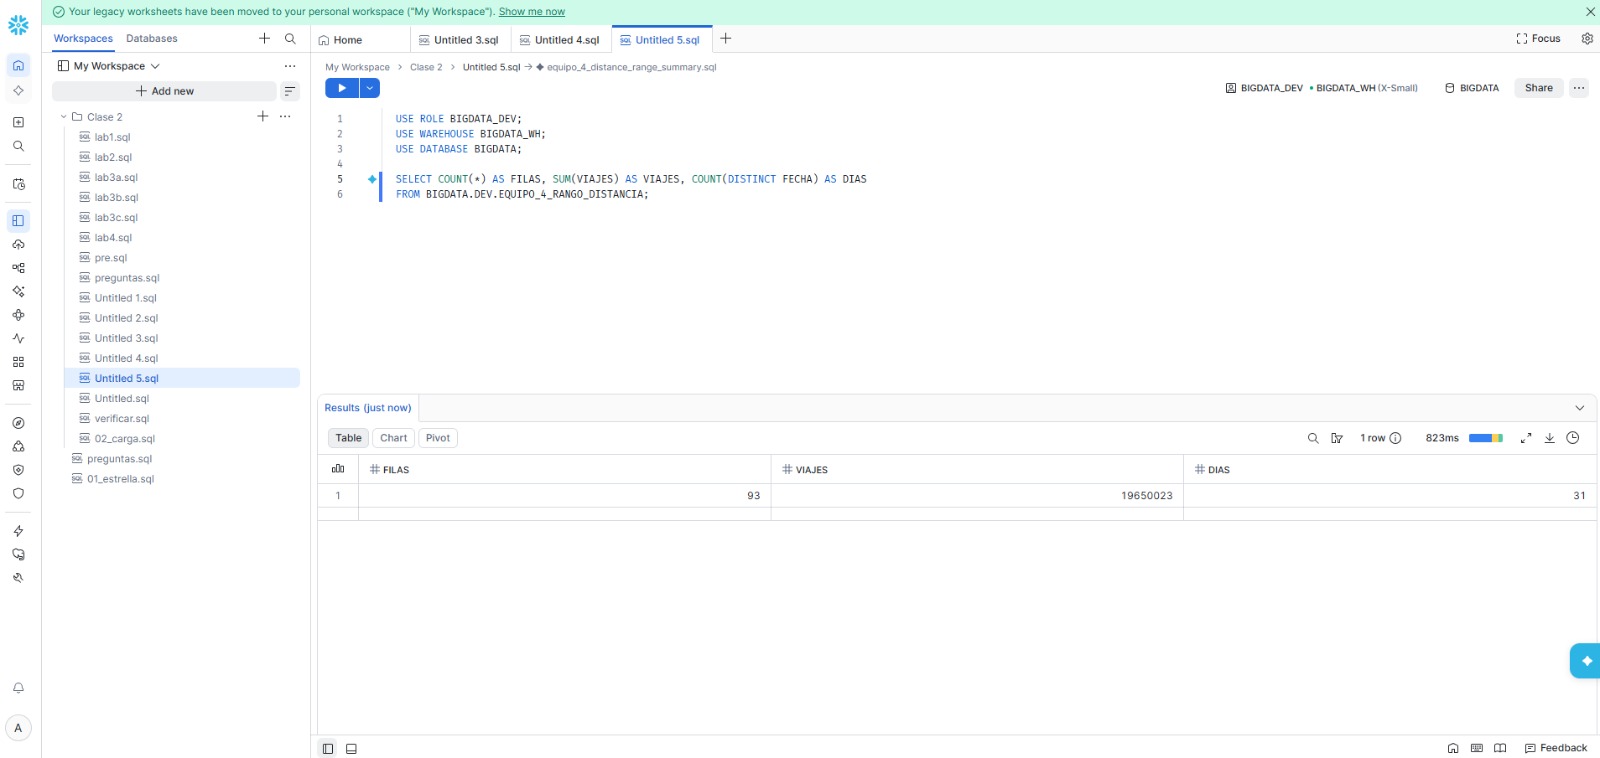 Your legacy worksheets have been moved to your personal workspace ("My Workspace"). Show me now
Workspaces Databases
My Workspace
Add new
Clase 2
lab1.sql
lab2.sql
lab3a.sql
lab3b.sql
lab3c.sql
lab4.sql
pre.sql
preguntas.sql
Untitled 1.sql
Untitled 2.sql
Untitled 3.sql
Untitled 4.sql
Untitled 5.sql
Untitled.sql
verificar.sql
02_carga.sql
preguntas.sql
01_estrella.sql
A
Home Untitled 3.sql Untitled 4.sql Untitled 5.sql
Focus
My Workspace > Clase 2 > Untitled 5.sql → equipo_4_distance_range_summary.sql
BIGDATA_DEV • BIGDATA_WH (X-Small) BIGDATA Share
1 USE ROLE BIGDATA_DEV;
2 USE WAREHOUSE BIGDATA_WH;
3 USE DATABASE BIGDATA;
4
5 SELECT COUNT(*) AS FILAS, SUM(VIAJES) AS VIAJES, COUNT(DISTINCT FECHA) AS DIAS
6 FROM BIGDATA.DEV.EQUIPO_4_RANGO_DISTANCIA;
Results (just now)
Table Chart Pivot
1 row 823ms
FILAS VIAJES DIAS
1 93 19650023 31
Feedback